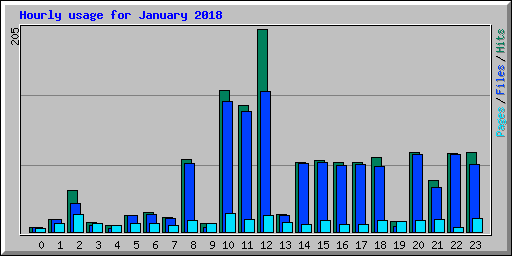 Hourly usage for January 2018
205
Pages / Files / Hits
0 1 2 3 4 5 6 7 8 9 10 11 12 13 14 15 16 17 18 19 20 21 22 23